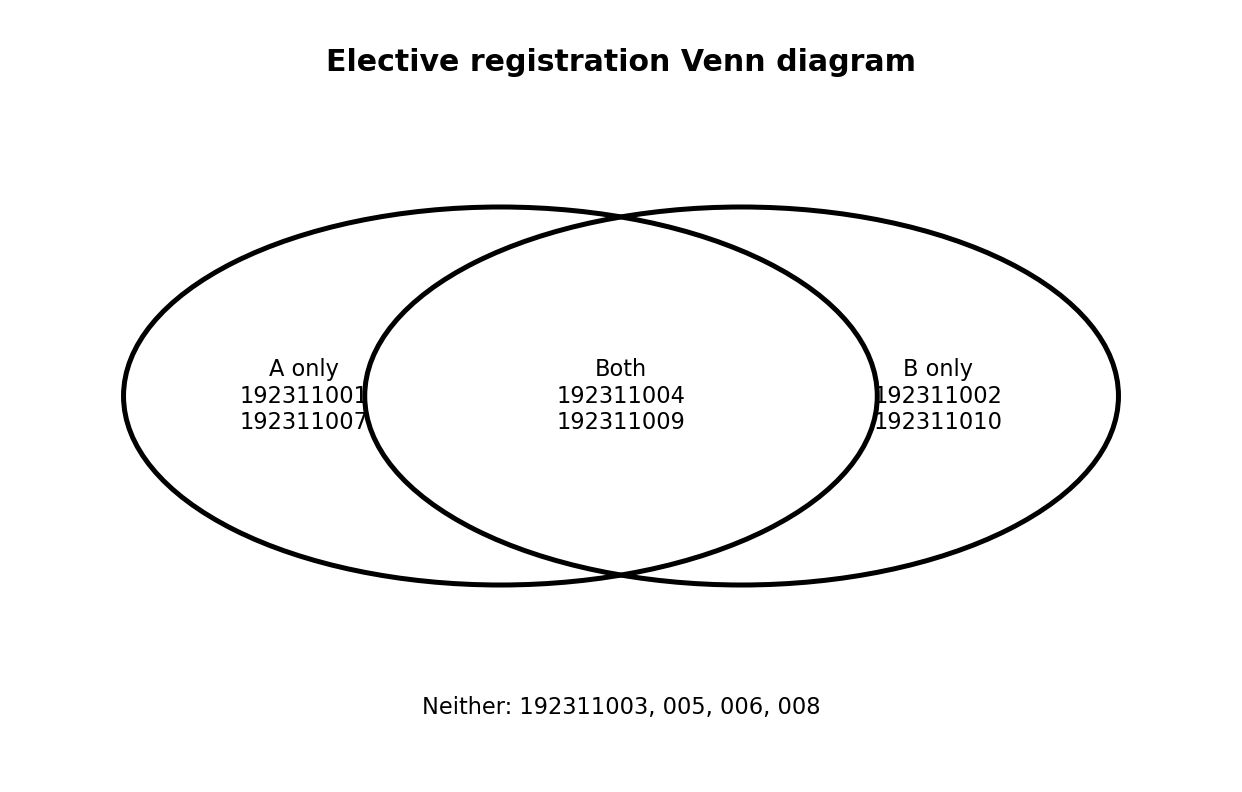 Elective registration Venn diagram
A only
192311001
192311007
Both
192311004
192311009
B only
192311002
192311010
Neither: 192311003, 005, 006, 008